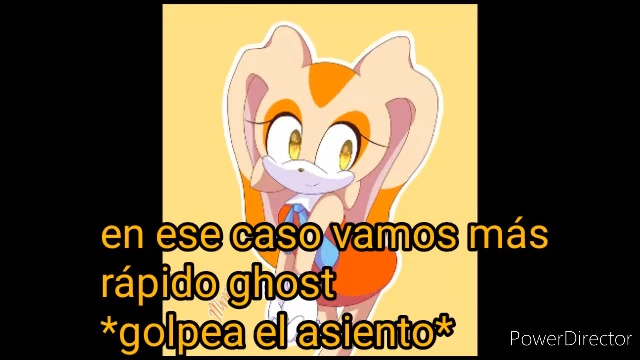 en ese caso vamos más
rápido ghost
*golpea el asiento*
PowerDirector